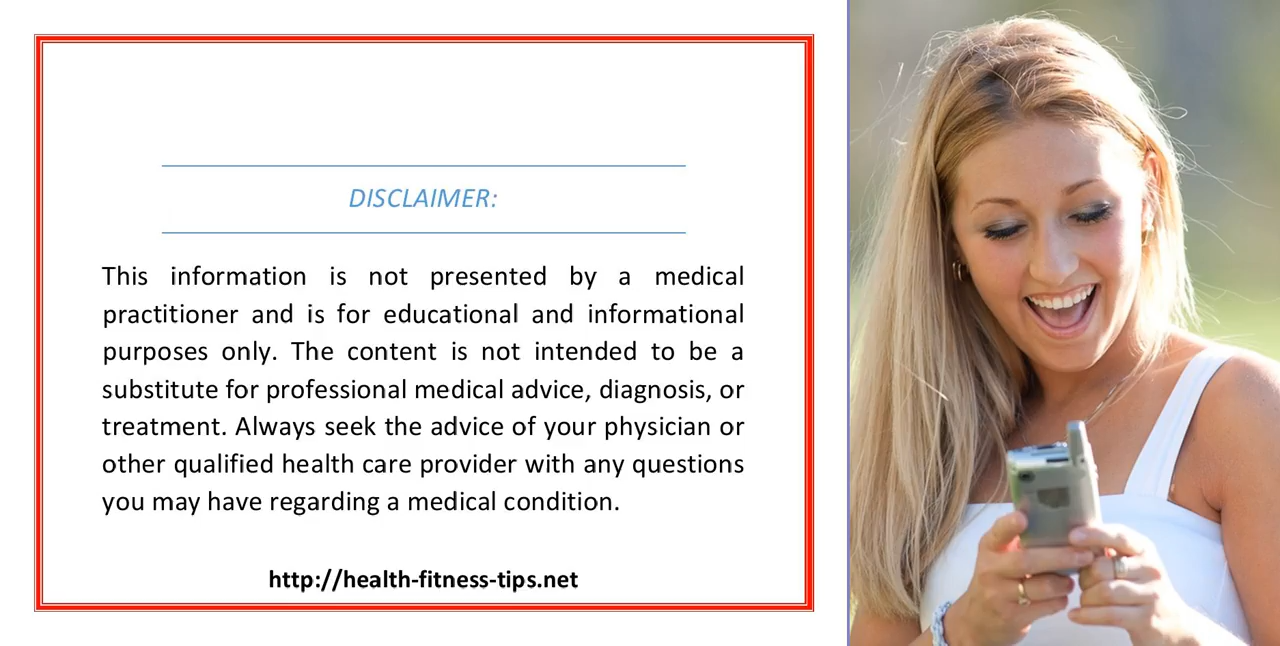 DISCLAIMER:
This information is not presented by a medical
practitioner and is for educational and informational
purposes only. The content is not intended to be a
substitute for professional medical advice, diagnosis, or
treatment. Always seek the advice of your physician or
other qualified health care provider with any questions
you may have regarding a medical condition.
http://health-fitness-tips.net